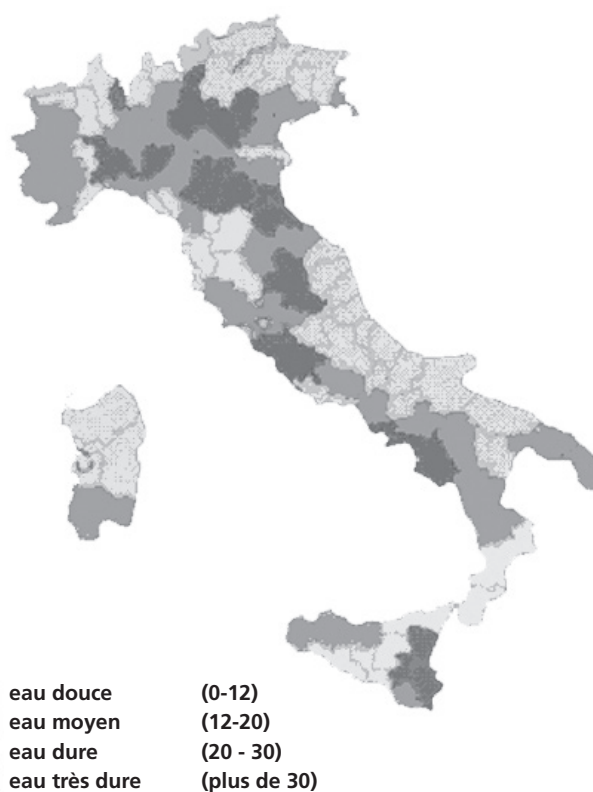 eau douce (0-12)
eau moyen (12-20)
eau dure (20 - 30)
eau très dure (plus de 30)